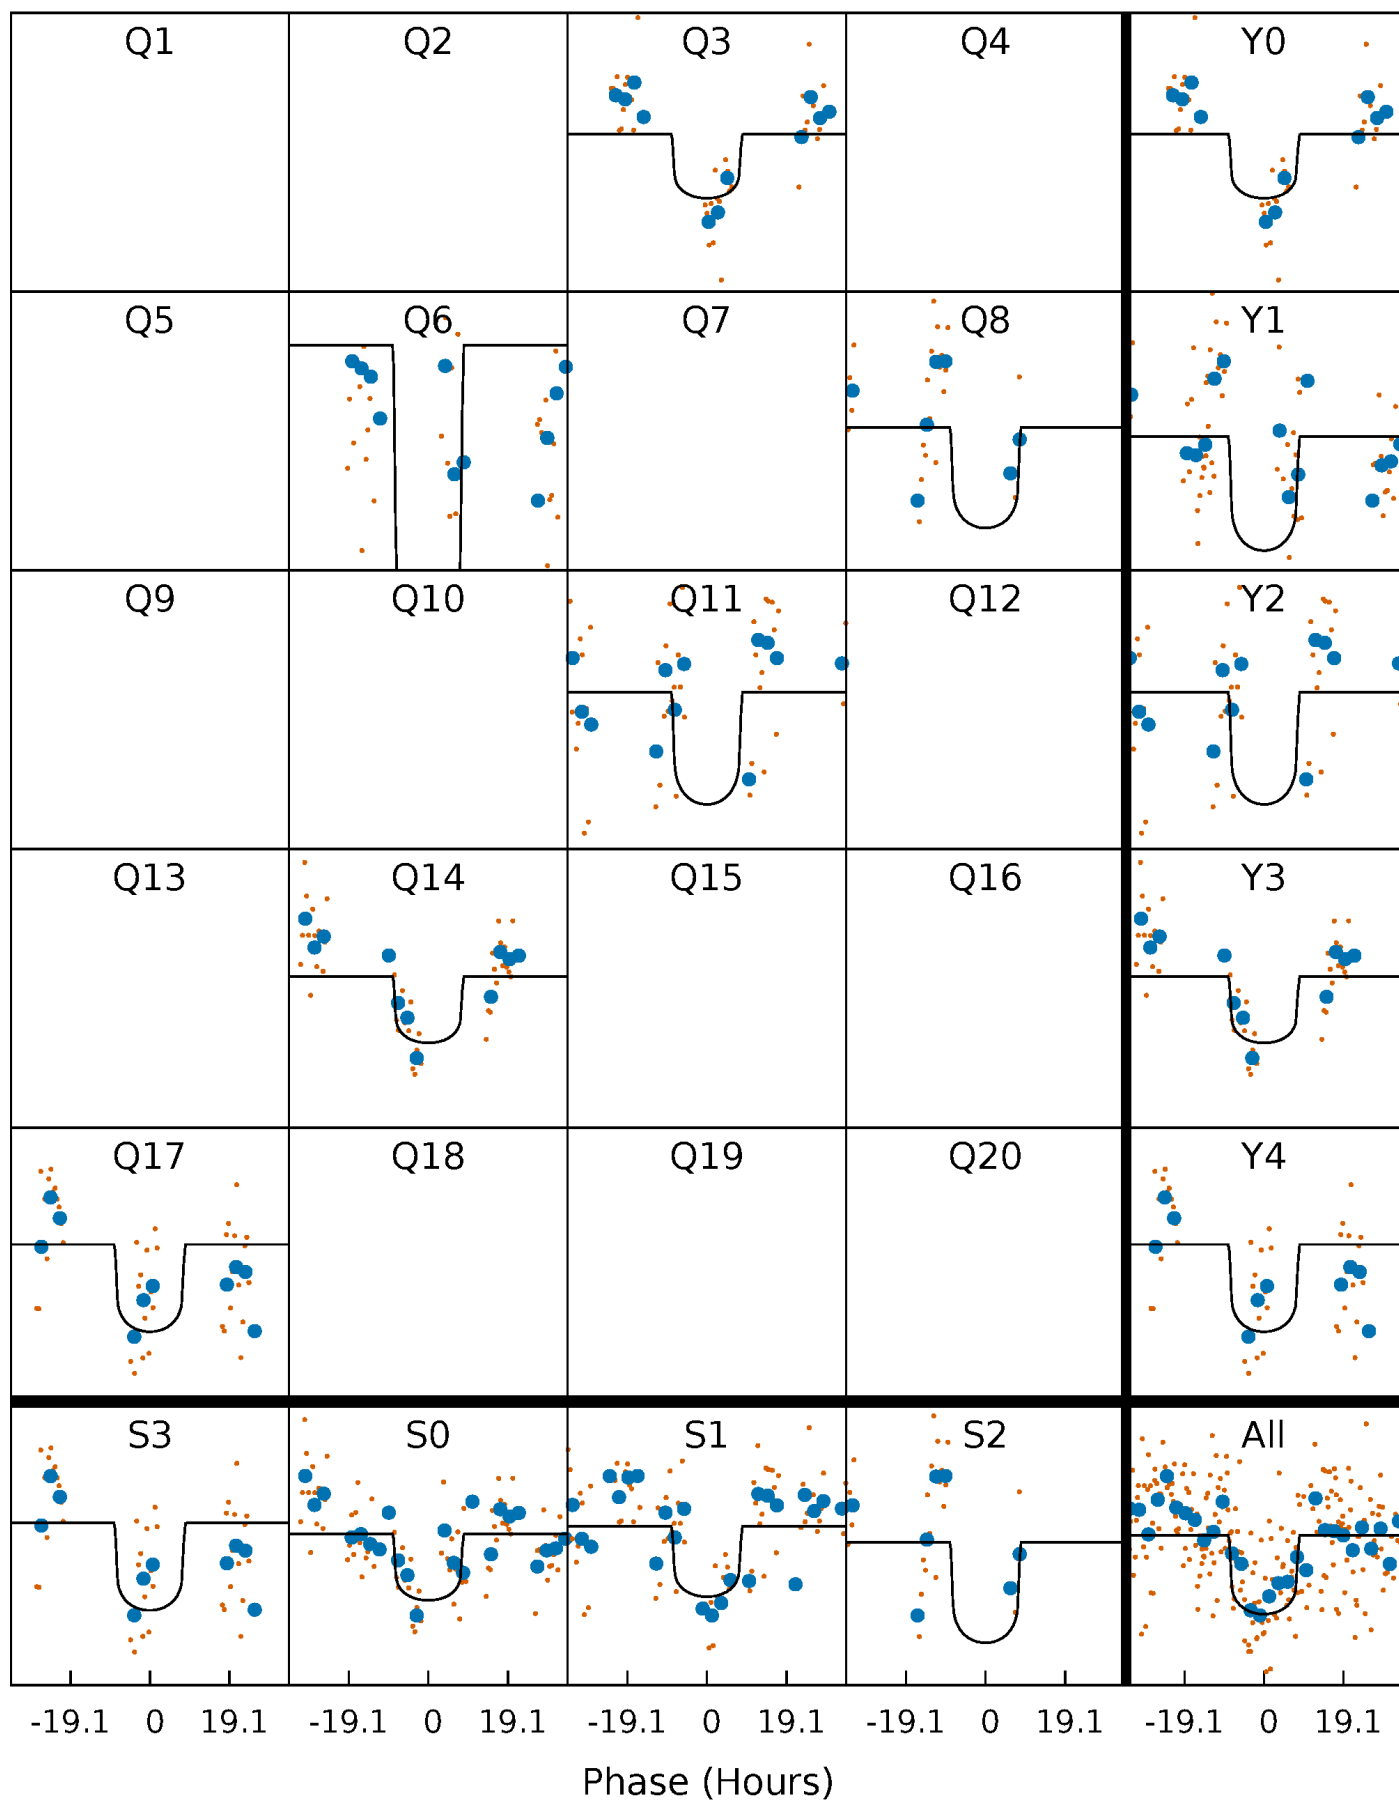 Q1 Q2 Q3 Q4 Y0
Q5 Q6 Q7 Q8 Y1
Q9 Q10 Q11 Q12 Y2
Q13 Q14 Q15 Q16 Y3
Q17 Q18 Q19 Q20 Y4
S3 S0 S1 S2 All
-19.1 0 19.1 -19.1 0 19.1 -19.1 0 19.1 -19.1 0 19.1 -19.1 0 19.1
Phase (Hours)